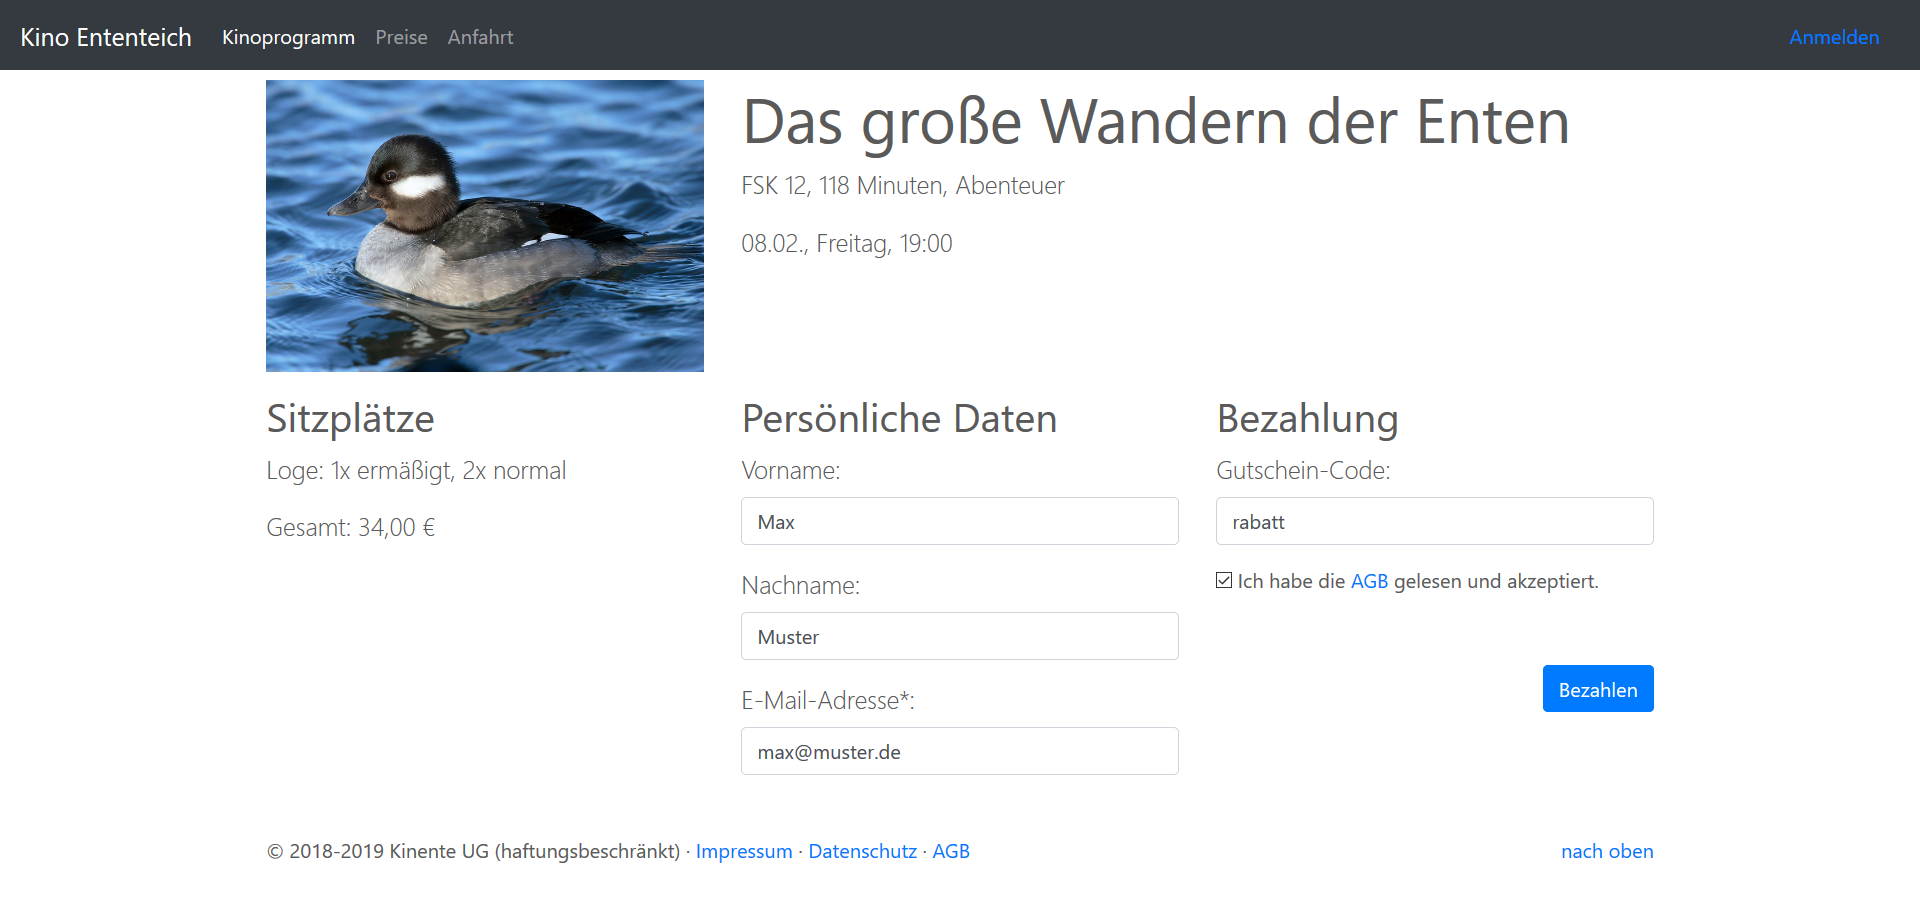 Kino Ententeich Kinoprogramm Preise Anfahrt Anmelden
Das große Wandern der Enten
FSK 12, 118 Minuten, Abenteuer
08.02., Freitag, 19:00
Sitzplätze
Loge: 1x ermäßigt, 2x normal
Gesamt: 34,00 €
Persönliche Daten
Vorname:
Max
Nachname:
Muster
E-Mail-Adresse*:
max@muster.de
Bezahlung
Gutschein-Code:
rabatt
Ich habe die AGB gelesen und akzeptiert.
Bezahlen
© 2018-2019 Kinente UG (haftungsbeschränkt) · Impressum · Datenschutz · AGB
nach oben